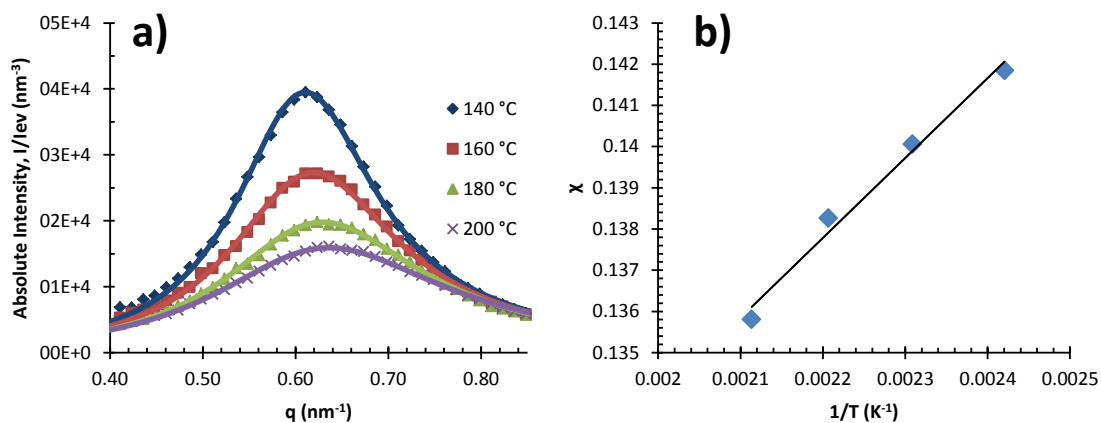 a)
Absolute Intensity, I/Iev (nm-3)
05E+4
04E+4
03E+4
02E+4
01E+4
00E+0
0.40 0.50 0.60 0.70 0.80
q (nm-1)
140 °C
160 °C
180 °C
200 °C
b)
χ
0.143
0.142
0.141
0.14
0.139
0.138
0.137
0.136
0.135
0.002 0.0021 0.0022 0.0023 0.0024 0.0025
1/T (K-1)